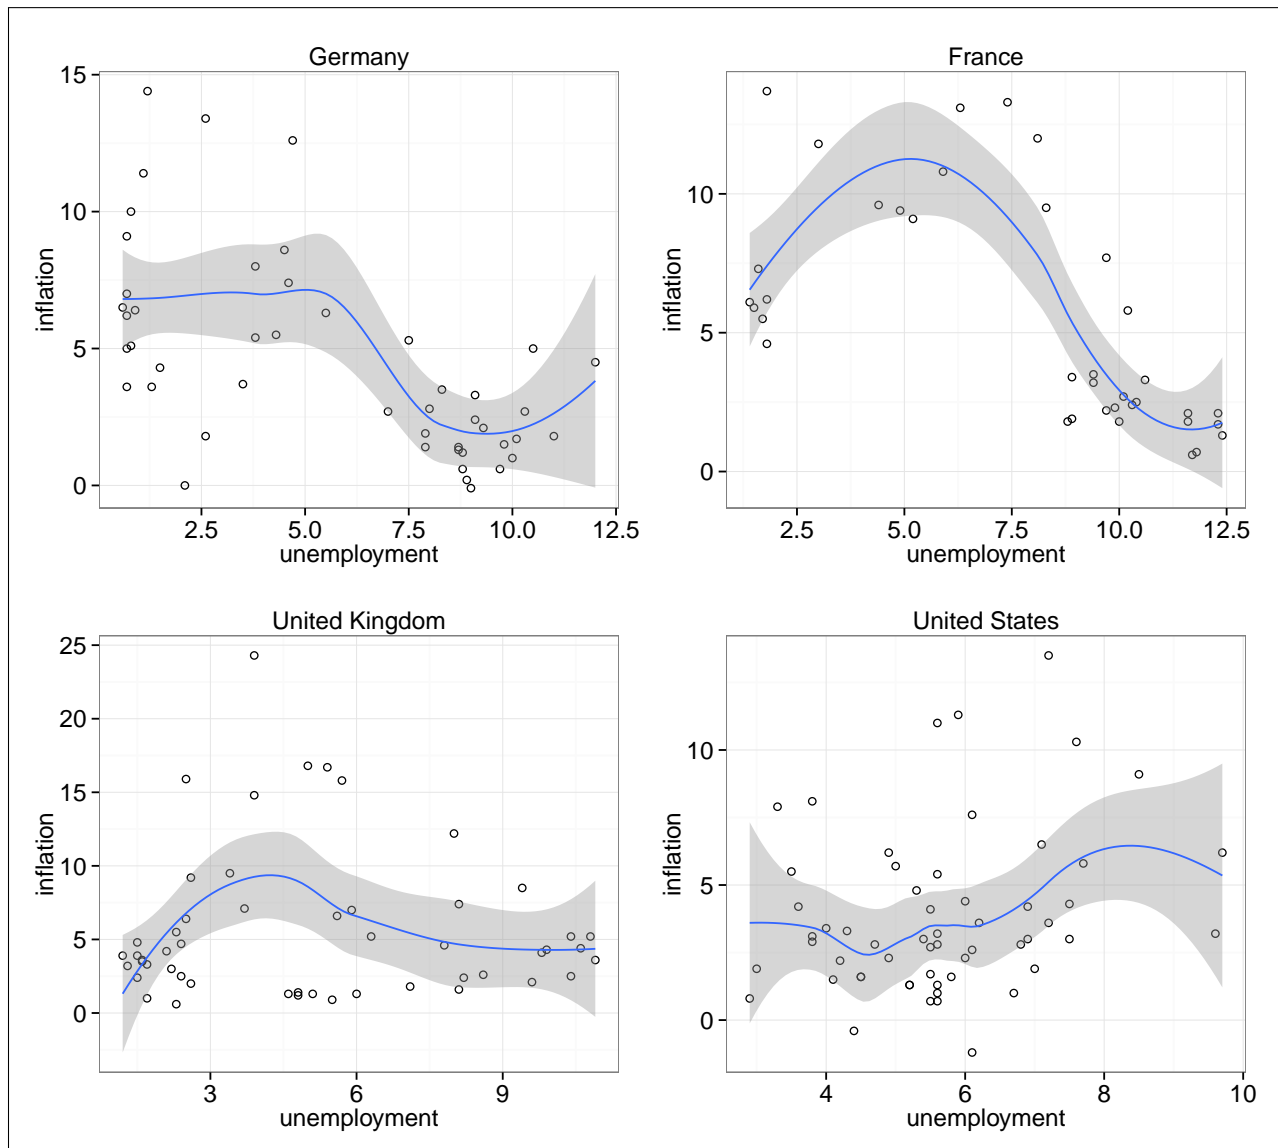 Germany
15
10
5
0
inflation
2.5 5.0 7.5 10.0 12.5
unemployment
France
10
5
0
inflation
2.5 5.0 7.5 10.0 12.5
unemployment
United Kingdom
25
20
15
10
5
0
inflation
3 6 9
unemployment
United States
10
5
0
inflation
4 6 8 10
unemployment